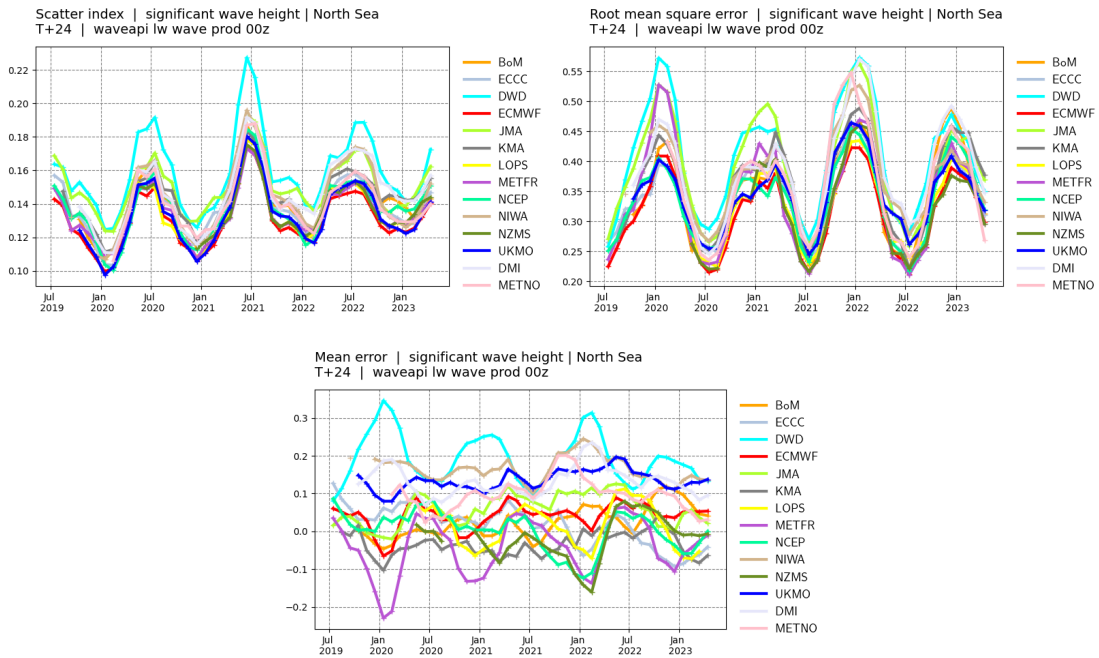 Scatter index | significant wave height | North Sea
T+24 | waveapi lw wave prod 00z
0.22
0.20
0.18
0.16
0.14
0.12
0.10
Jul 2019
Jan 2020
Jul 2020
Jan 2021
Jul 2021
Jan 2022
Jul 2022
Jan 2023
BoM
ECCC
DWD
ECMWF
JMA
KMA
LOPS
METFR
NCEP
NIWA
NZMS
UKMO
DMI
METNO
Root mean square error | significant wave height | North Sea
T+24 | waveapi lw wave prod 00z
0.55
0.50
0.45
0.40
0.35
0.30
0.25
0.20
Jul 2019
Jan 2020
Jul 2020
Jan 2021
Jul 2021
Jan 2022
Jul 2022
Jan 2023
BoM
ECCC
DWD
ECMWF
JMA
KMA
LOPS
METFR
NCEP
NIWA
NZMS
UKMO
DMI
METNO
Mean error | significant wave height | North Sea
T+24 | waveapi lw wave prod 00z
0.3
0.2
0.1
0.0
−0.1
−0.2
Jul 2019
Jan 2020
Jul 2020
Jan 2021
Jul 2021
Jan 2022
Jul 2022
Jan 2023
BoM
ECCC
DWD
ECMWF
JMA
KMA
LOPS
METFR
NCEP
NIWA
NZMS
UKMO
DMI
METNO